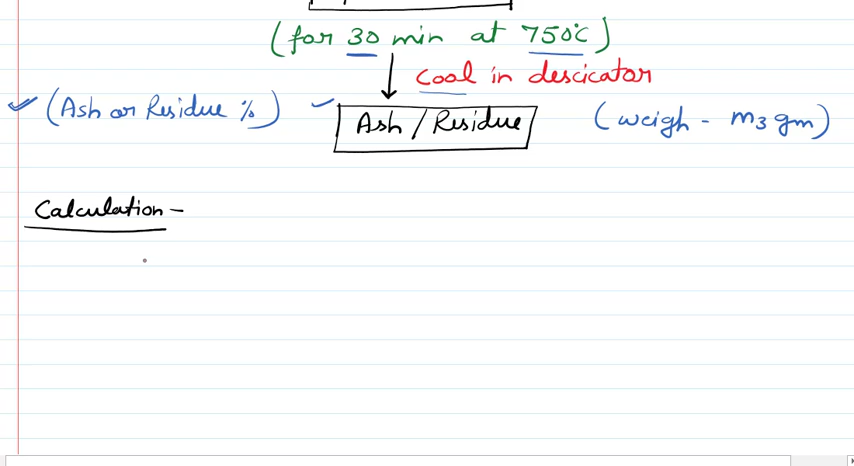 (for 30 min at 750°C)
cool in descicator
(Ash or Residue %)
Ash / Residue
(weigh - m3 gm)
Calculation -